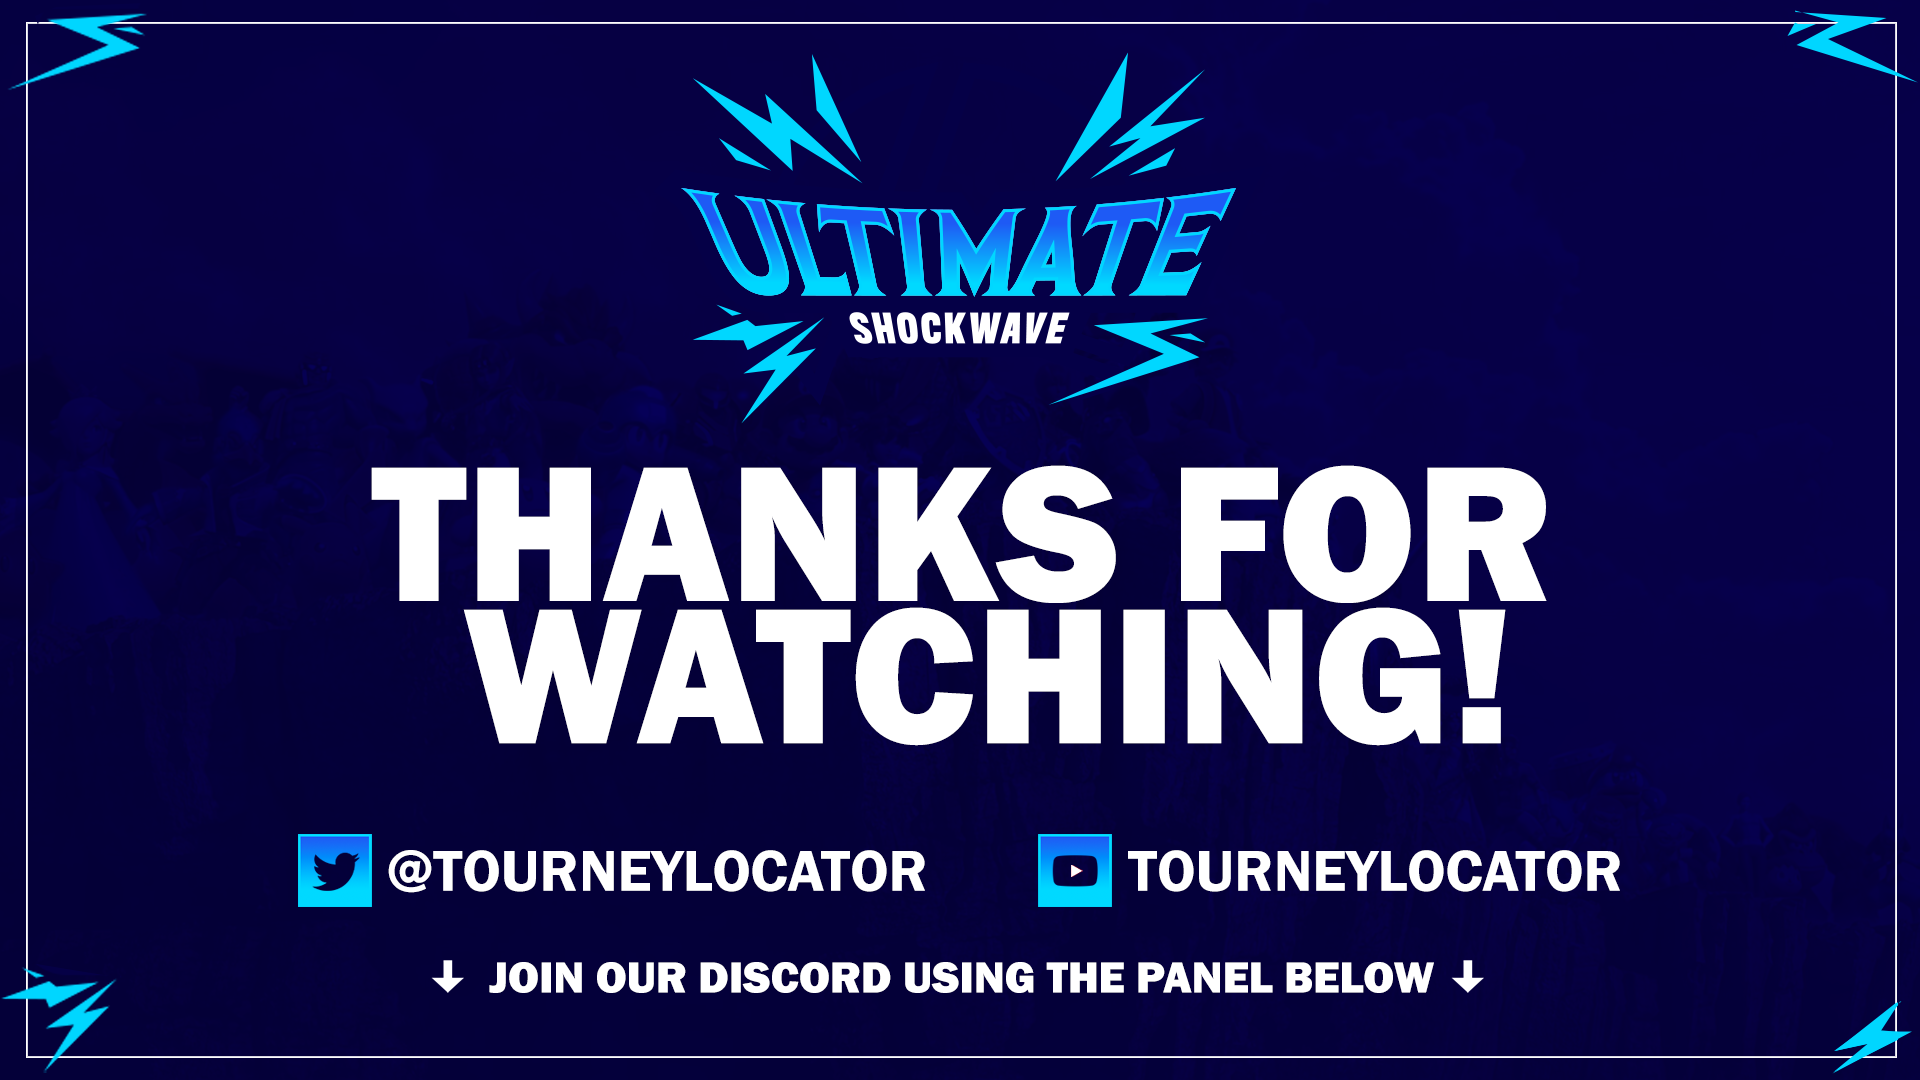 ULTIMATE
SHOCKWAVE
THANKS FOR
WATCHING!
@TOURNEYLOCATOR
TOURNEYLOCATOR
JOIN OUR DISCORD USING THE PANEL BELOW